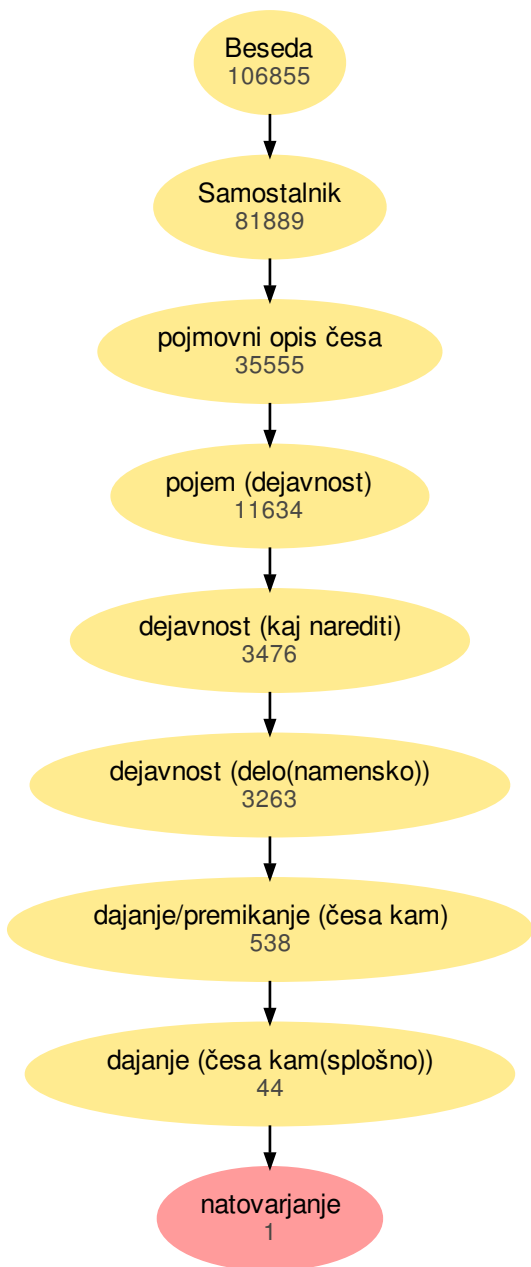 Beseda
106855
Samostalnik
81889
pojmovni opis česa
35555
pojem (dejavnost)
11634
dejavnost (kaj narediti)
3476
dejavnost (delo(namensko))
3263
dajanje/premikanje (česa kam)
538
dajanje (česa kam(splošno))
44
natovarjanje
1